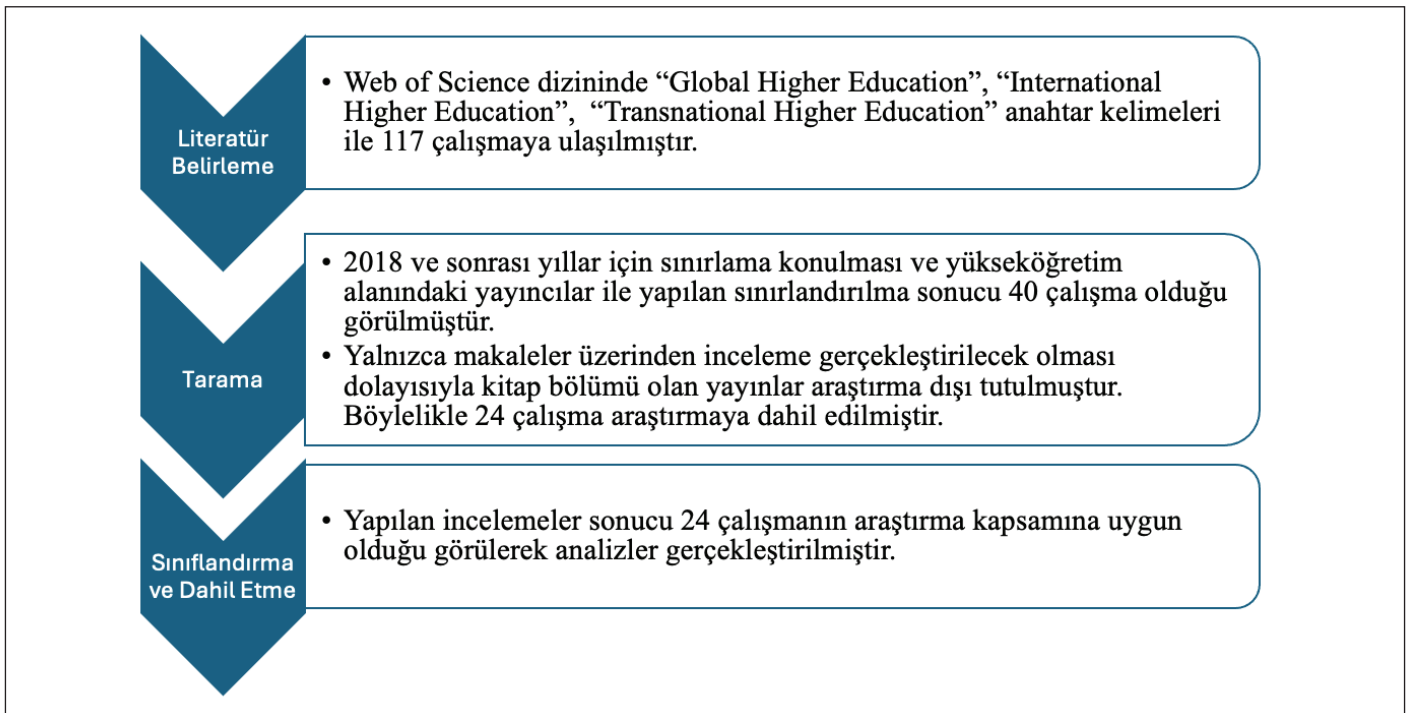 Literatür
Belirleme
• Web of Science dizininde “Global Higher Education”, “International
Higher Education”, “Transnational Higher Education” anahtar kelimeleri
ile 117 çalışmaya ulaşılmıştır.
Tarama
• 2018 ve sonrası yıllar için sınırlama konulması ve yükseköğretim
alanındaki yayıncılar ile yapılan sınırlandırılma sonucu 40 çalışma olduğu
görülmüştür.
• Yalnızca makaleler üzerinden inceleme gerçekleştirilecek olması
dolayısıyla kitap bölümü olan yayınlar araştırma dışı tutulmuştur.
Böylelikle 24 çalışma araştırmaya dahil edilmiştir.
Sınıflandırma
ve Dahil Etme
• Yapılan incelemeler sonucu 24 çalışmanın araştırma kapsamına uygun
olduğu görülerek analizler gerçekleştirilmiştir.